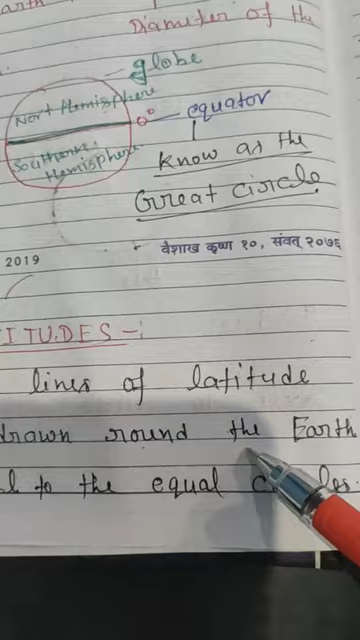 Diameter of the
globe
Nort Hemisphere
0° equator
Southern Hemisphere
Know as the
Great circle
2019
वैशाख कृष्ण १०, संवत् २०७६
ITUDES -:
lines of latitude
drawn round the Earth
to the equal